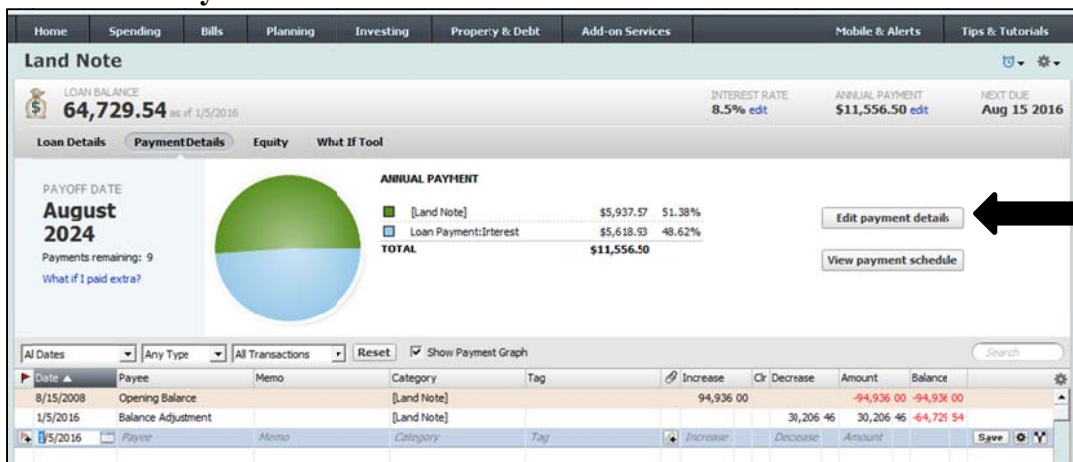 Home Spending Bills Planning Investing Property & Debt Add-on Services Mobile & Alerts Tips & Tutorials
Land Note
LOAN BALANCE
64,729.54 as of 1/5/2016
INTEREST RATE
8.5% edit
ANNUAL PAYMENT
$11,556.50 edit
NEXT DUE
Aug 15 2016
Loan Details Payment Details Equity What If Tool
PAYOFF DATE
August
2024
Payments remaining: 9
What if I paid extra?
ANNUAL PAYMENT
[Land Note] $5,937.57 51.38%
Loan Payment:Interest $5,618.93 48.62%
TOTAL $11,556.50
Edit payment details
View payment schedule
All Dates Any Type All Transactions Reset Show Payment Graph Search
Date Payee Memo Category Tag Increase Clr Decrease Amount Balance
8/15/2008 Opening Balance [Land Note] 94,936 00 -94,936 00 -94,936 00
1/5/2016 Balance Adjustment [Land Note] 30,206 46 30,206 46 -64,729 54
1/5/2016 Payee Memo Category Tag Increase Decrease Amount Save